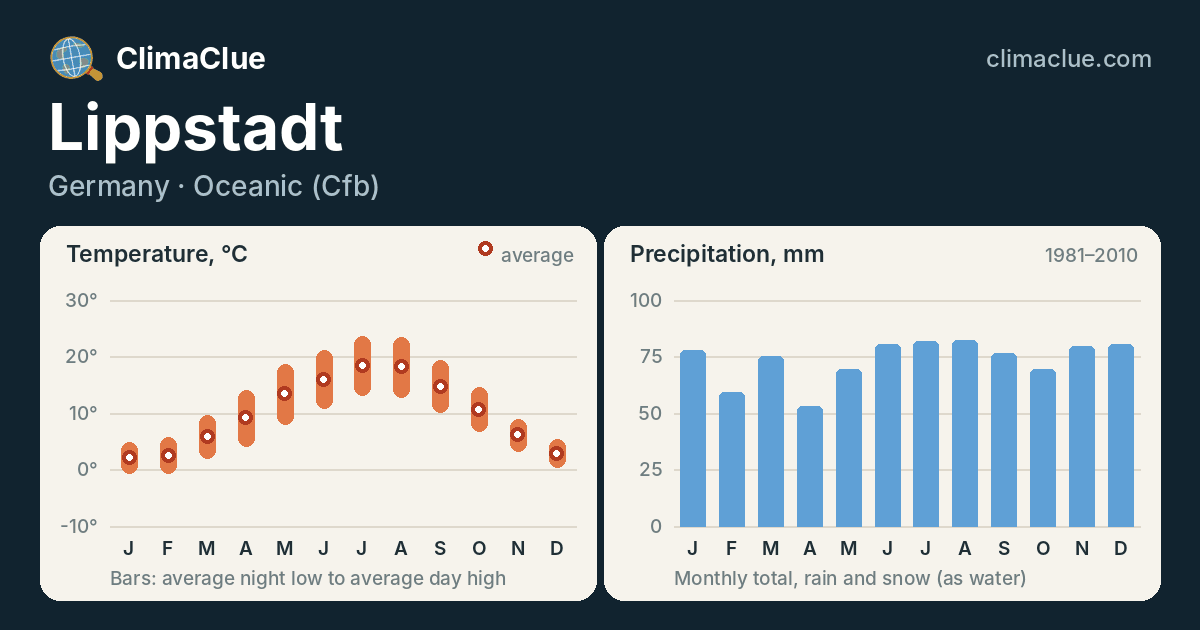 ClimaClue
climaclue.com
Lippstadt
Germany · Oceanic (Cfb)
Temperature, °C
average
30°
20°
10°
0°
-10°
J F M A M J J A S O N D
Bars: average night low to average day high
Precipitation, mm
1981–2010
100
75
50
25
0
J F M A M J J A S O N D
Monthly total, rain and snow (as water)